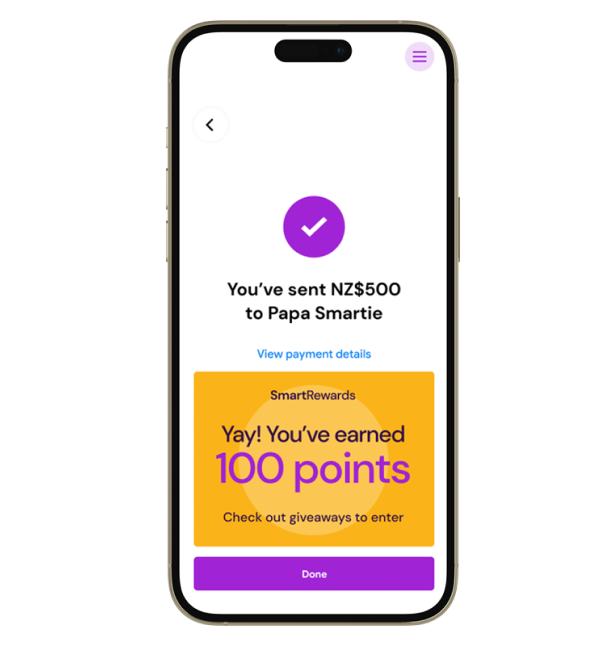 You’ve sent NZ$500
to Papa Smartie
View payment details
SmartRewards
Yay! You’ve earned
100 points
Check out giveaways to enter
Done